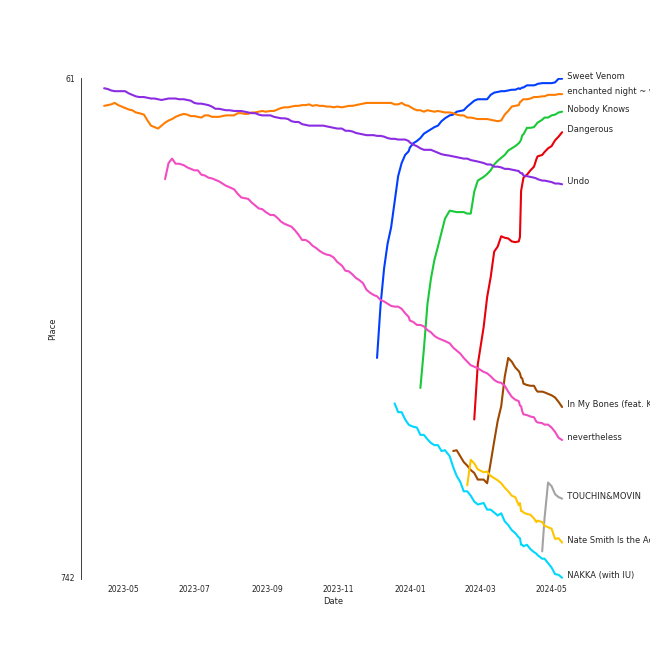 61
Sweet Venom
enchanted night ~
Nobody Knows
Dangerous
Undo
Place
In My Bones (feat. K
nevertheless
TOUCHIN&MOVIN
Nate Smith Is the A
NAKKA (with IU)
742
2023-05 2023-07 2023-09 2023-11 2024-01 2024-03 2024-05
Date